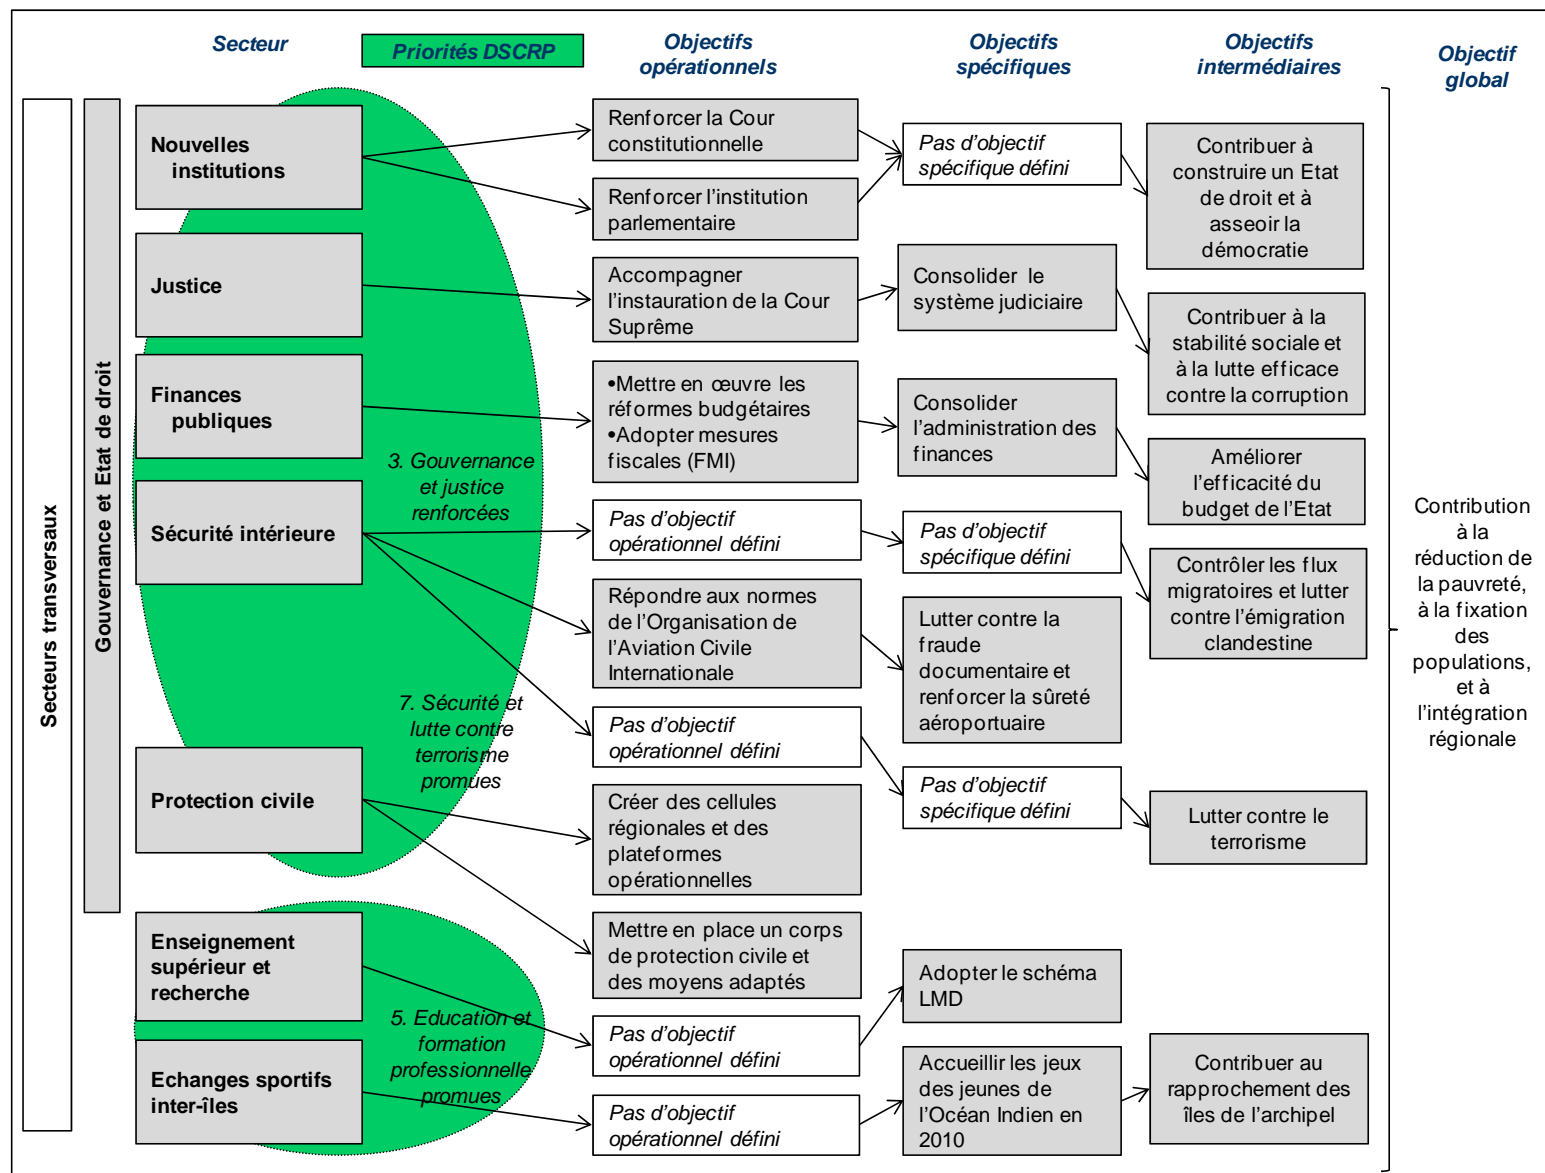 Secteur
Priorités DSCRP
Objectifs
opérationnels
Objectifs
spécifiques
Objectifs
intermédiaires
Objectif
global
Secteurs transversaux
Gouvernance et Etat de droit
Nouvelles
institutions
Justice
Finances
publiques
Sécurité intérieure
Protection civile
Enseignement
supérieur et
recherche
Echanges sportifs
inter-îles
3. Gouvernance
et justice
renforcées
7. Sécurité et
lutte contre
terrorisme
promues
5. Education et
formation
professionnelle
promues
Renforcer la Cour
constitutionnelle
Renforcer l’institution
parlementaire
Accompagner
l’instauration de la Cour
Suprême
•Mettre en œuvre les
réformes budgétaires
•Adopter mesures
fiscales (FMI)
Pas d’objectif
opérationnel défini
Répondre aux normes
de l’Organisation de
l’Aviation Civile
Internationale
Pas d’objectif
opérationnel défini
Créer des cellules
régionales et des
plateformes
opérationnelles
Mettre en place un corps
de protection civile et
des moyens adaptés
Pas d’objectif
opérationnel défini
Pas d’objectif
opérationnel défini
Pas d’objectif
spécifique défini
Consolider le
système judiciaire
Consolider
l’administration des
finances
Pas d’objectif
spécifique défini
Lutter contre la
fraude
documentaire et
renforcer la sûreté
aéroportuaire
Pas d’objectif
spécifique défini
Adopter le schéma
LMD
Accueillir les jeux
des jeunes de
l’Océan Indien en
2010
Contribuer à
construire un Etat
de droit et à
asseoir la
démocratie
Contribuer à la
stabilité sociale et
à la lutte efficace
contre la corruption
Améliorer
l’efficacité du
budget de l’Etat
Contrôler les flux
migratoires et lutter
contre l’émigration
clandestine
Lutter contre le
terrorisme
Contribuer au
rapprochement des
îles de l’archipel
Contribution
à la
réduction de
la pauvreté,
à la fixation
des
populations,
et à
l’intégration
régionale